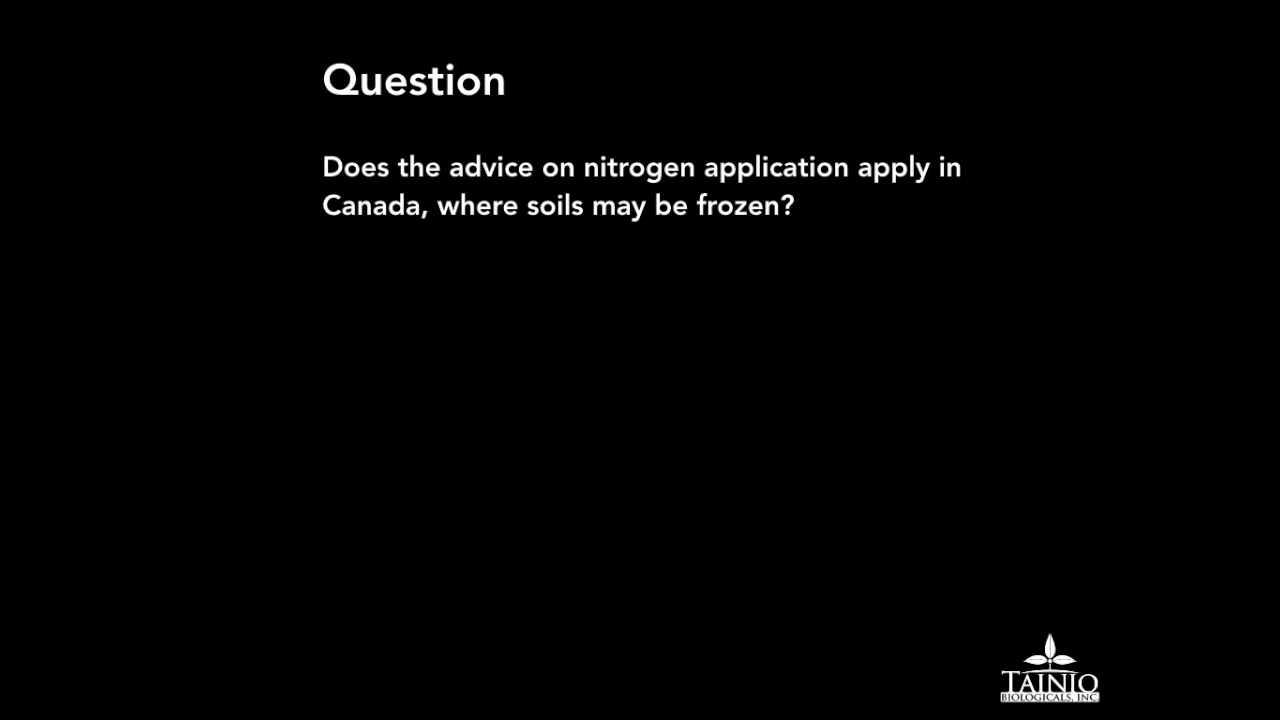 Question
Does the advice on nitrogen application apply in
Canada, where soils may be frozen?
TAINIO
BIOLOGICALS, INC